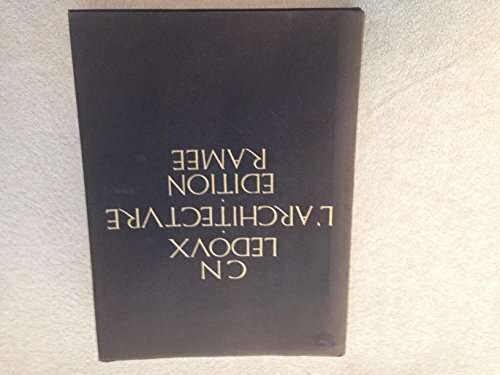 C N
LEDOVX
L'ARCHITECTVRE
EDITION
RAMEE